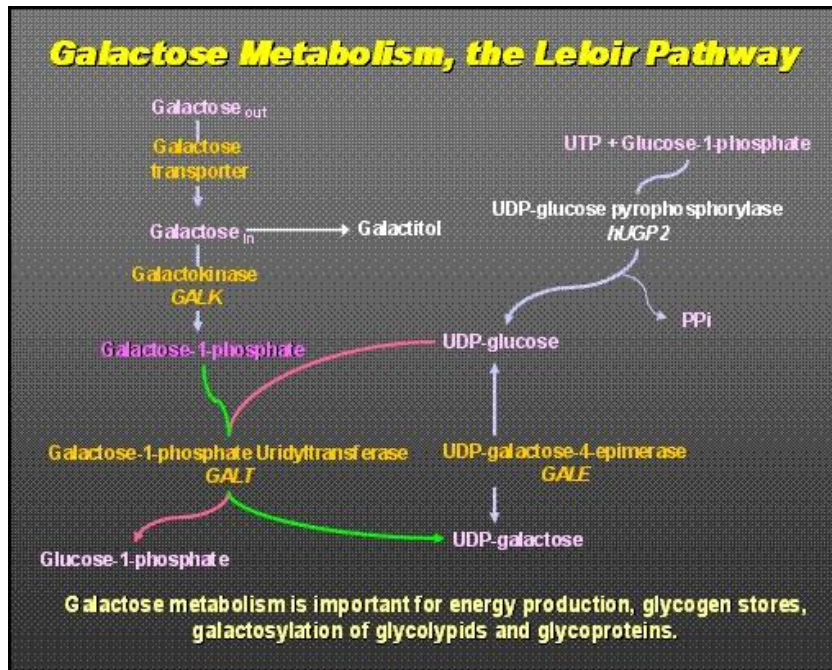 Galactose Metabolism, the Leloir Pathway
Galactose out
Galactose
transporter
Galactose in
Galactitol
Galactokinase
GALK
Galactose-1-phosphate
UTP + Glucose-1-phosphate
UDP-glucose pyrophosphorylase
hUGP2
PPi
UDP-glucose
Galactose-1-phosphate Uridyltransferase
GALT
UDP-galactose-4-epimerase
GALE
Glucose-1-phosphate
UDP-galactose
Galactose metabolism is important for energy production, glycogen stores,
galactosylation of glycolypids and glycoproteins.